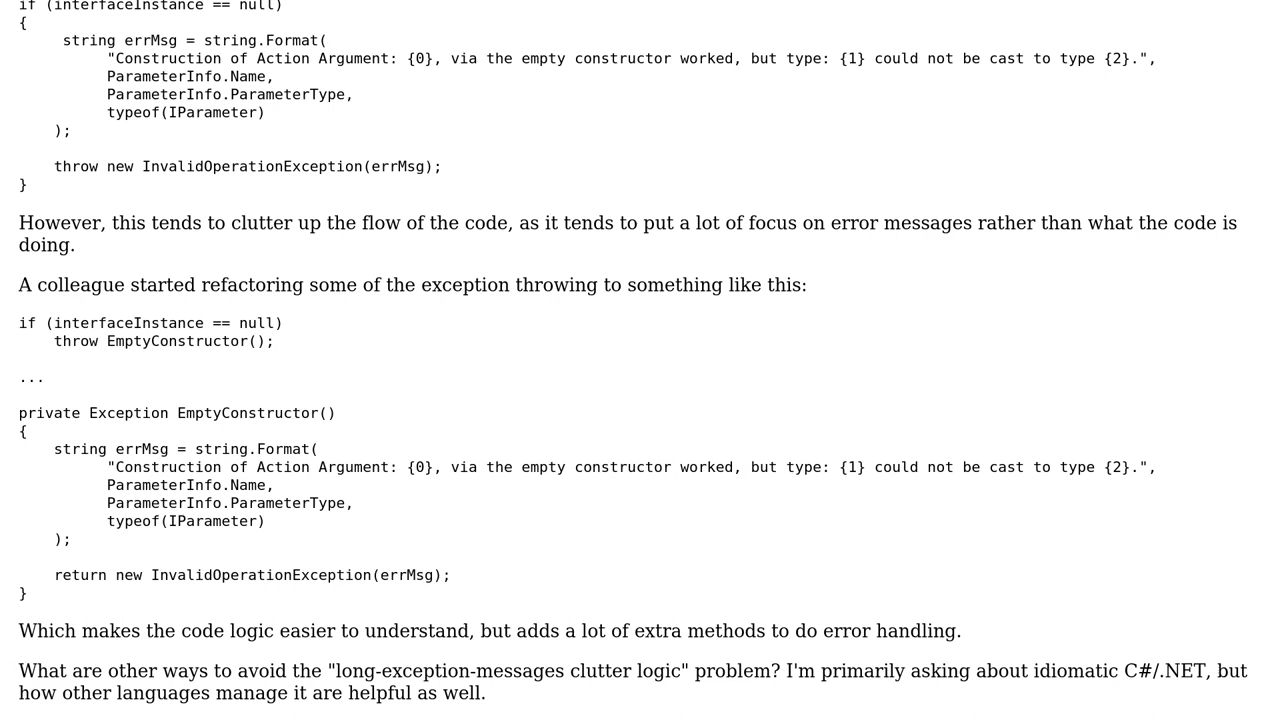 if (interfaceInstance == null)
{
     string errMsg = string.Format(
          "Construction of Action Argument: {0}, via the empty constructor worked, but type: {1} could not be cast to type {2}.",
          ParameterInfo.Name,
          ParameterInfo.ParameterType,
          typeof(IParameter)
    );

    throw new InvalidOperationException(errMsg);
}
However, this tends to clutter up the flow of the code, as it tends to put a lot of focus on error messages rather than what the code is
doing.
A colleague started refactoring some of the exception throwing to something like this:
if (interfaceInstance == null)
    throw EmptyConstructor();

...

private Exception EmptyConstructor()
{
    string errMsg = string.Format(
          "Construction of Action Argument: {0}, via the empty constructor worked, but type: {1} could not be cast to type {2}.",
          ParameterInfo.Name,
          ParameterInfo.ParameterType,
          typeof(IParameter)
    );

    return new InvalidOperationException(errMsg);
}
Which makes the code logic easier to understand, but adds a lot of extra methods to do error handling.
What are other ways to avoid the "long-exception-messages clutter logic" problem? I'm primarily asking about idiomatic C#/.NET, but
how other languages manage it are helpful as well.